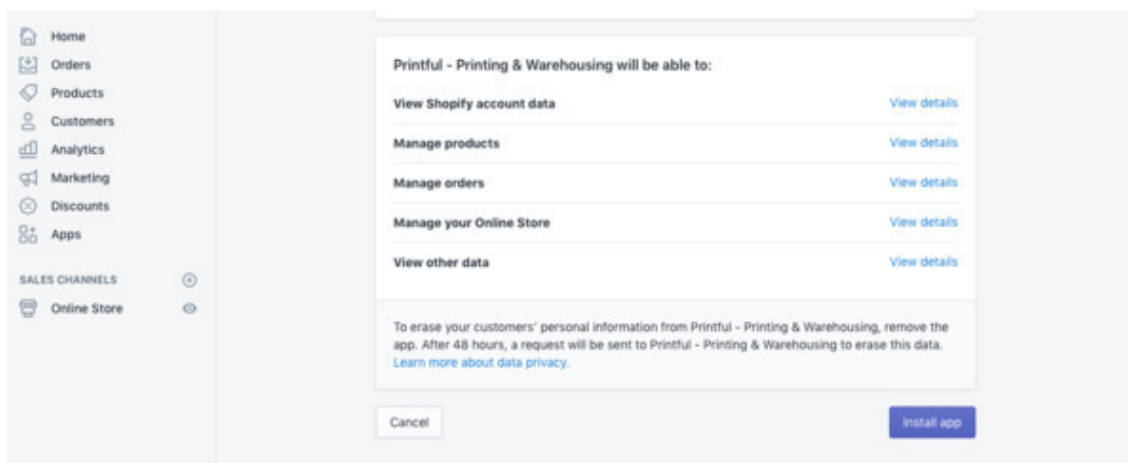 Home
Orders
Products
Customers
Analytics
Marketing
Discounts
Apps
SALES CHANNELS
Online Store
Printful - Printing & Warehousing will be able to:
View Shopify account data View details
Manage products View details
Manage orders View details
Manage your Online Store View details
View other data View details
To erase your customers' personal information from Printful - Printing & Warehousing, remove the
app. After 48 hours, a request will be sent to Printful - Printing & Warehousing to erase this data.
Learn more about data privacy.
Cancel Install app